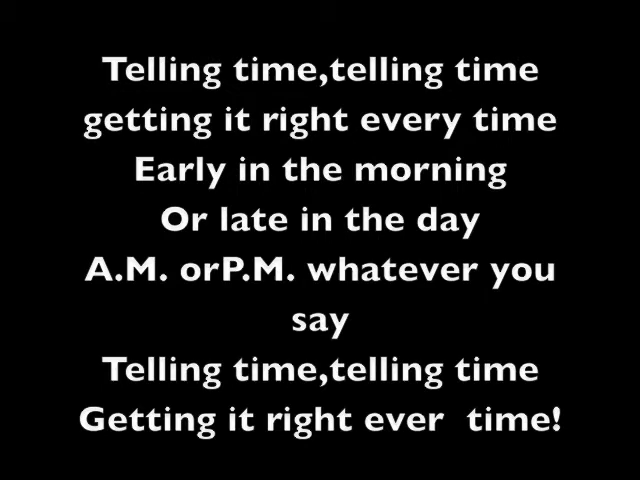 Telling time,telling time
getting it right every time
Early in the morning
Or late in the day
A.M. orP.M. whatever you
say
Telling time,telling time
Getting it right ever  time!